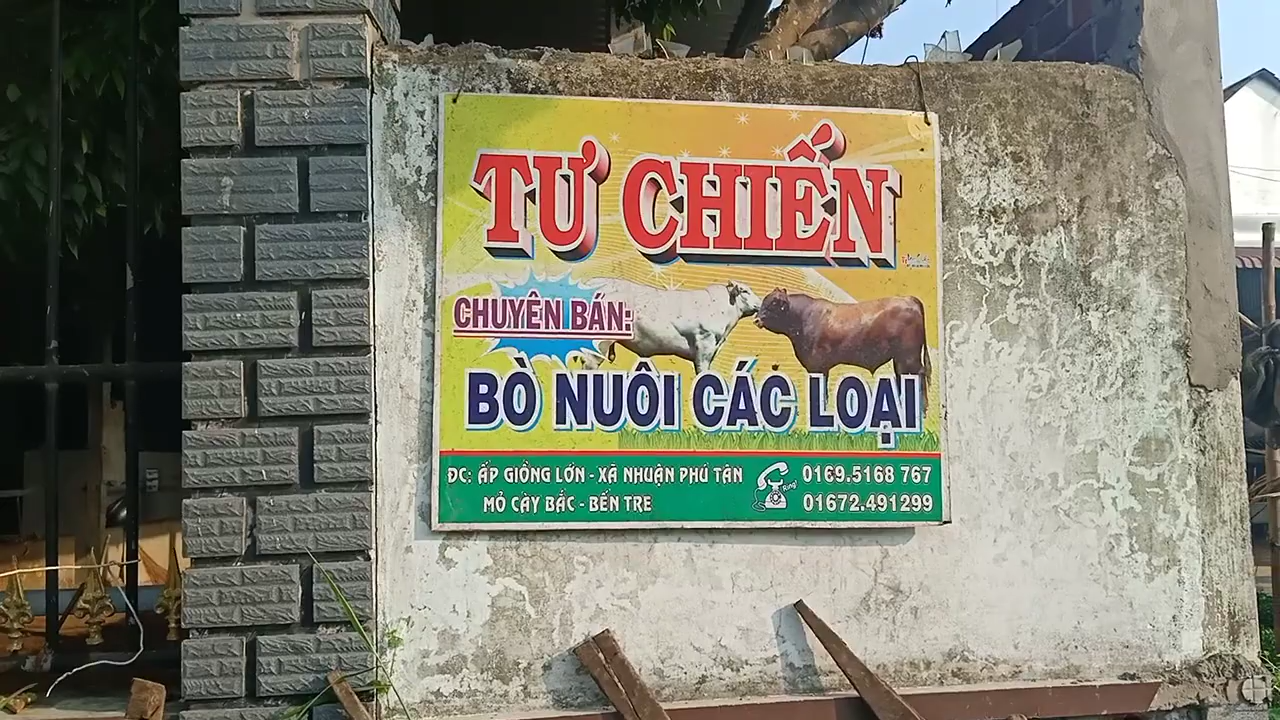 TƯ CHIẾN
CHUYÊN BÁN:
BÒ NUÔI CÁC LOẠI
ĐC: ẤP GIỒNG LỚN - XÃ NHUẬN PHÚ TÂN
MỎ CÀY BẮC - BẾN TRE
Ring!
0169.5168 767
01672.491299